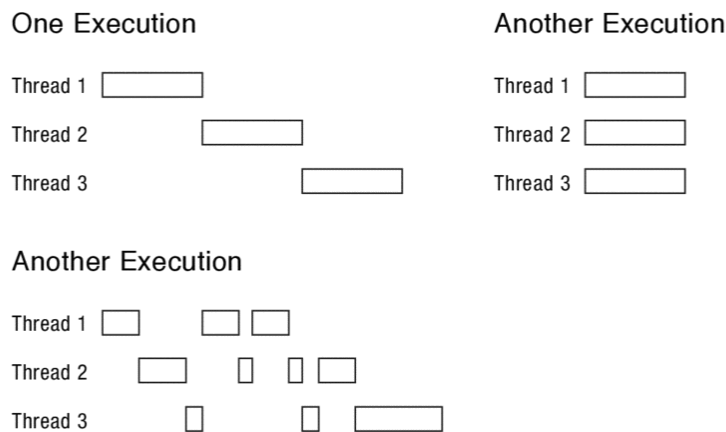 One Execution
Thread 1
Thread 2
Thread 3
Another Execution
Thread 1
Thread 2
Thread 3
Another Execution
Thread 1
Thread 2
Thread 3